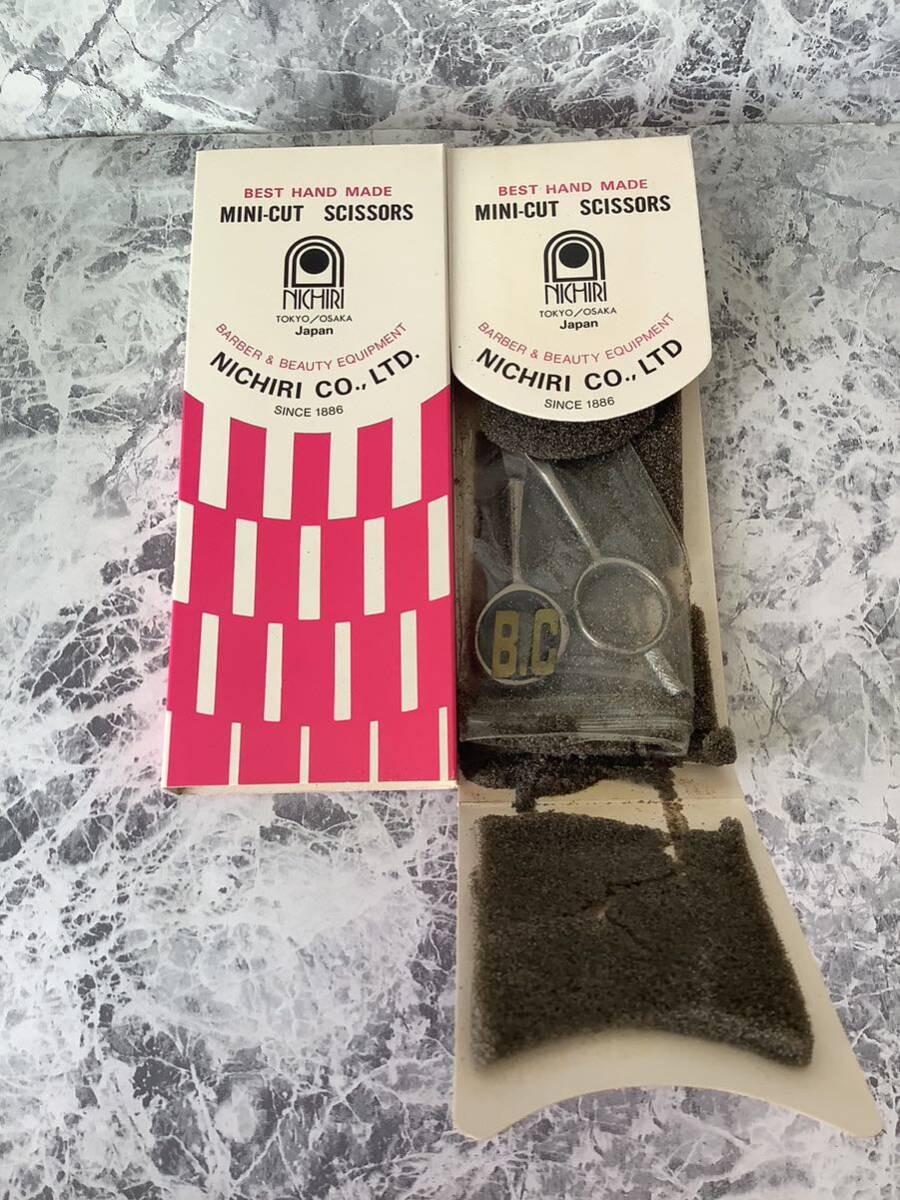 BEST HAND MADE
MINI-CUT SCISSORS
NICHIRI
TOKYO/OSAKA
Japan
BARBER & BEAUTY EQUIPMENT
NICHIRI CO., LTD.
SINCE 1886
BEST HAND MADE
MINI-CUT SCISSORS
NICHIRI
TOKYO/OSAKA
Japan
BARBER & BEAUTY EQUIPMENT
NICHIRI CO., LTD
SINCE 1886
B.C